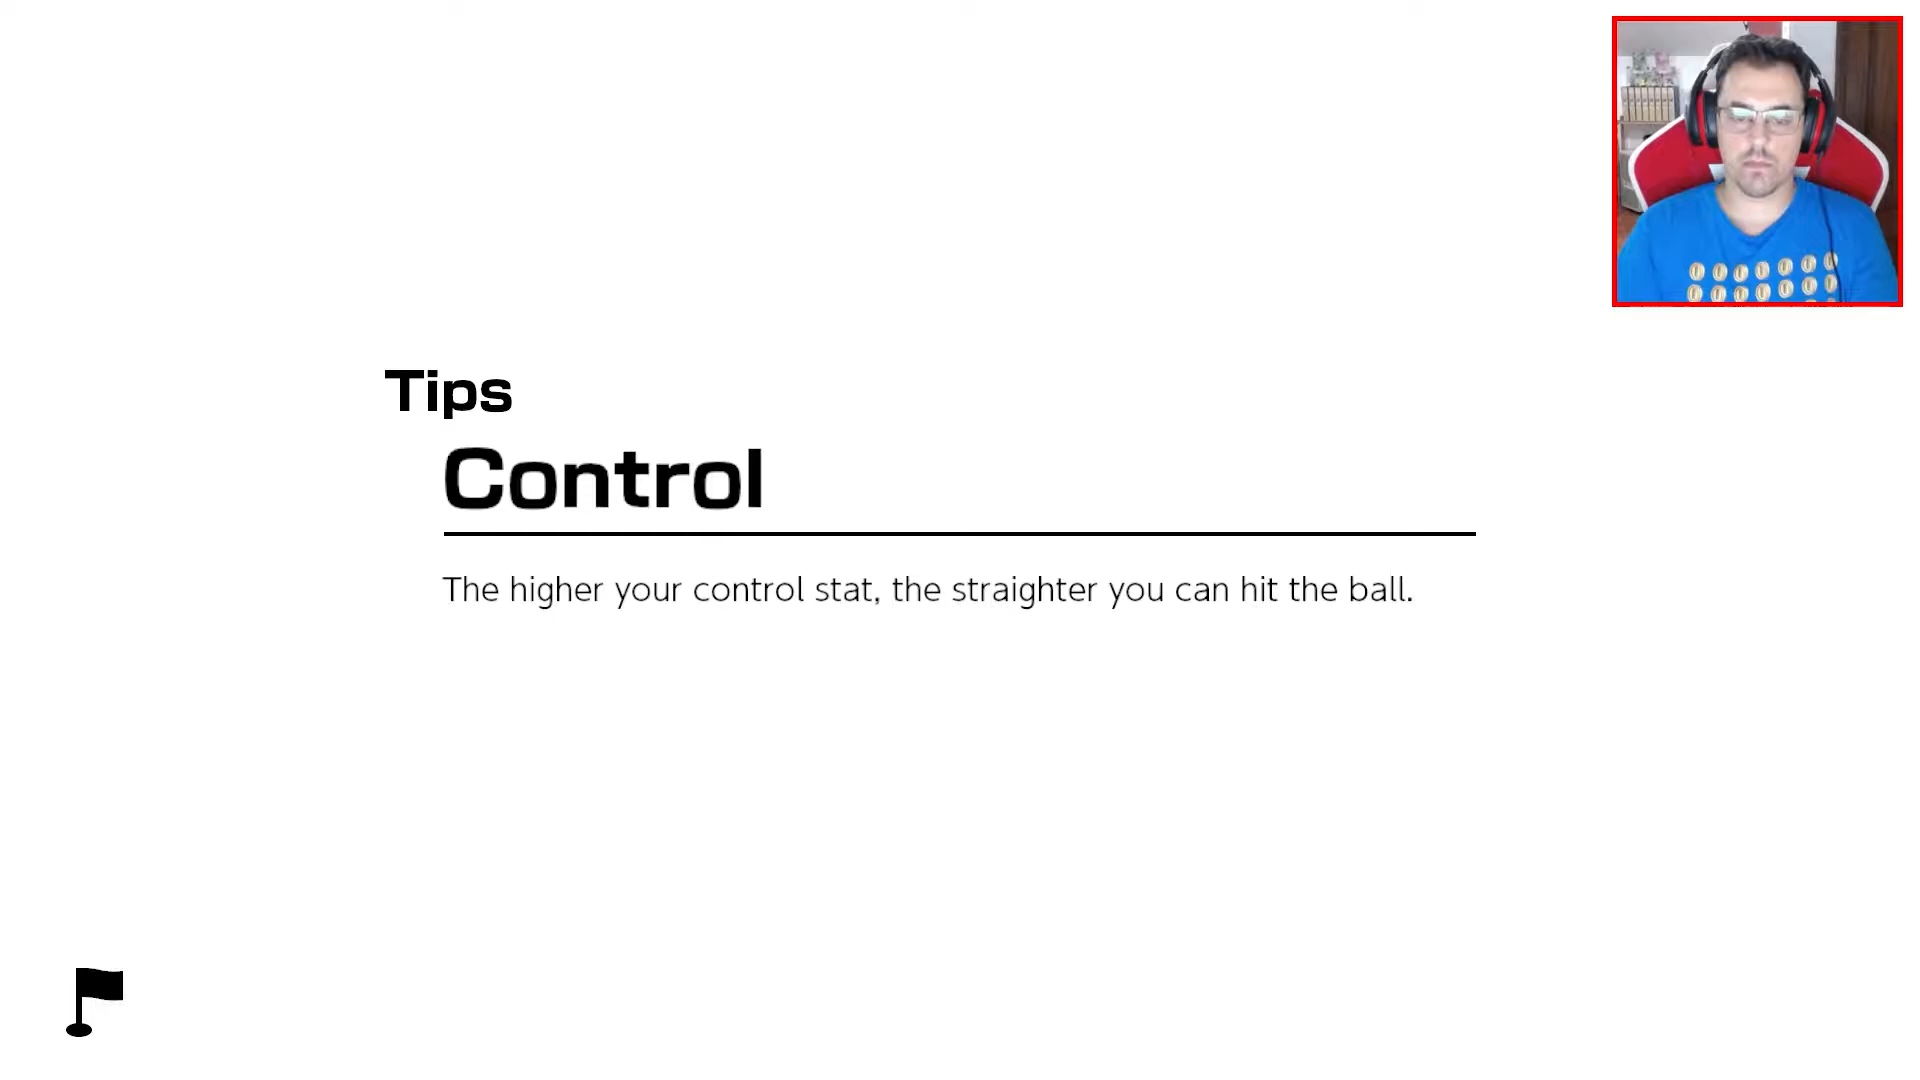 Tips
Control
The higher your control stat, the straighter you can hit the ball.